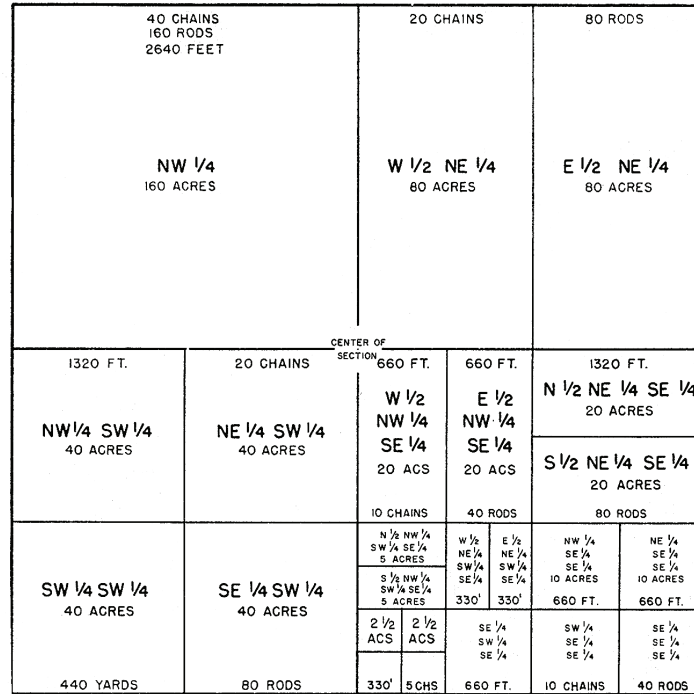 40 CHAINS
160 RODS
2640 FEET
NW 1/4
160 ACRES
20 CHAINS
W 1/2 NE 1/4
80 ACRES
80 RODS
E 1/2 NE 1/4
80 ACRES
CENTER OF
SECTION
1320 FT.
NW 1/4 SW 1/4
40 ACRES
20 CHAINS
NE 1/4 SW 1/4
40 ACRES
660 FT.
W 1/2
NW 1/4
SE 1/4
20 ACS
10 CHAINS
660 FT.
E 1/2
NW 1/4
SE 1/4
20 ACS
40 RODS
1320 FT.
N 1/2 NE 1/4 SE 1/4
20 ACRES
S 1/2 NE 1/4 SE 1/4
20 ACRES
80 RODS
SW 1/4 SW 1/4
40 ACRES
440 YARDS
SE 1/4 SW 1/4
40 ACRES
80 RODS
N 1/2 NW 1/4
SW 1/4 SE 1/4
5 ACRES
S 1/2 NW 1/4
SW 1/4 SE 1/4
5 ACRES
W 1/2
NE 1/4
SW 1/4
SE 1/4
330'
E 1/2
NE 1/4
SW 1/4
SE 1/4
330'
NW 1/4
SE 1/4
SE 1/4
10 ACRES
660 FT.
NE 1/4
SE 1/4
SE 1/4
10 ACRES
660 FT.
2 1/2
ACS
2 1/2
ACS
330'
5 CHS
SE 1/4
SW 1/4
SE 1/4
660 FT.
SW 1/4
SE 1/4
SE 1/4
10 CHAINS
SE 1/4
SE 1/4
SE 1/4
40 RODS